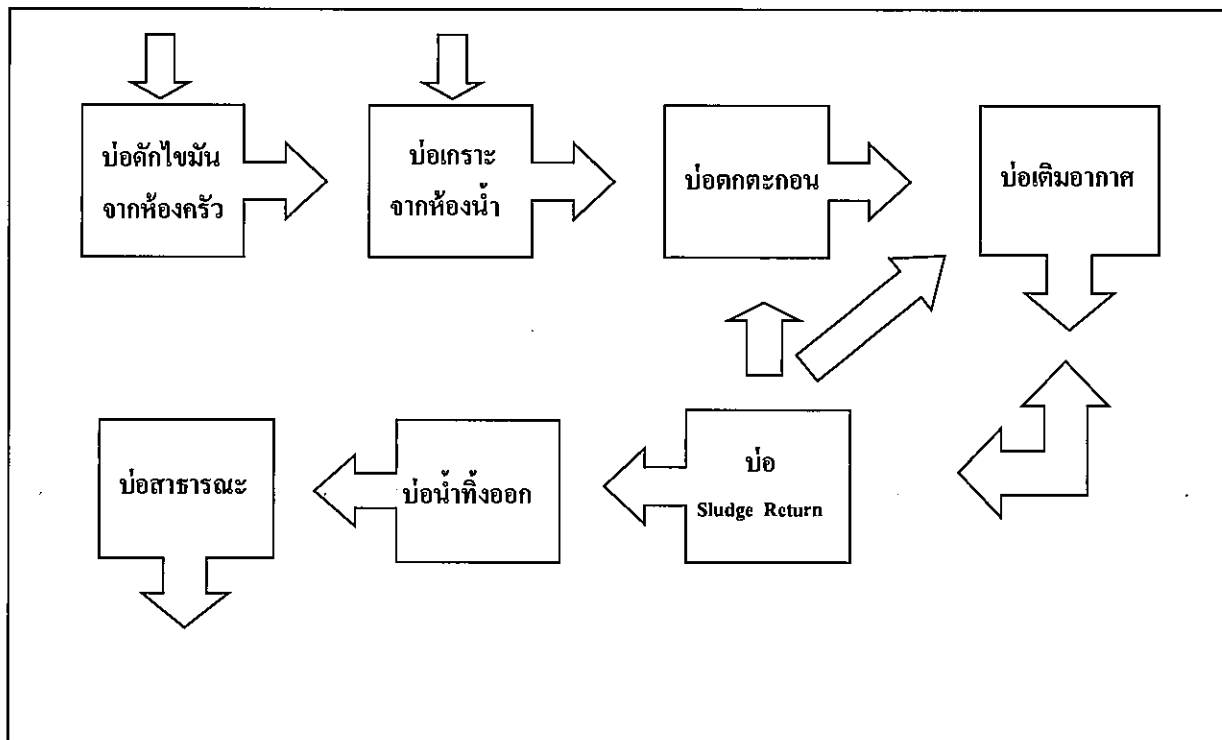 บ่อดักไขมัน
จากห้องครัว
บ่อเกราะ
จากห้องน้ำ
บ่อตกตะกอน
บ่อเติมอากาศ
บ่อสาธารณะ
บ่อน้ำทิ้งออก
บ่อ
Sludge Return